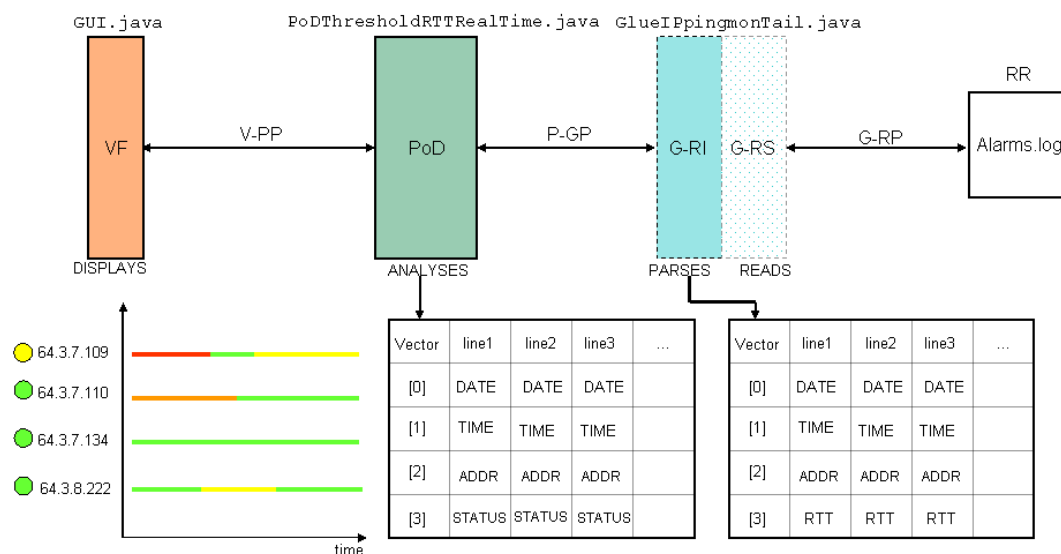 GUI.java
PoDThresholdRTTRealTime.java
GlueIPpingmonTail.java
RR
VF
V-PP
PoD
P-GP
G-RI
G-RS
G-RP
Alarms.log
DISPLAYS
ANALYSES
PARSES
READS
64.3.7.109
64.3.7.110
64.3.7.134
64.3.8.222
time
Vector line1 line2 line3 ...
[0] DATE DATE DATE
[1] TIME TIME TIME
[2] ADDR ADDR ADDR
[3] STATUS STATUS STATUS
Vector line1 line2 line3 ...
[0] DATE DATE DATE
[1] TIME TIME TIME
[2] ADDR ADDR ADDR
[3] RTT RTT RTT